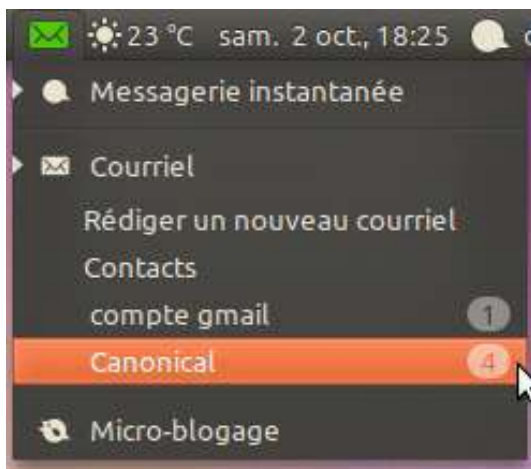 23 °C sam. 2 oct., 18:25
Messagerie instantanée
Courriel
Rédiger un nouveau courriel
Contacts
compte gmail 1
Canonical 4
Micro-blogage